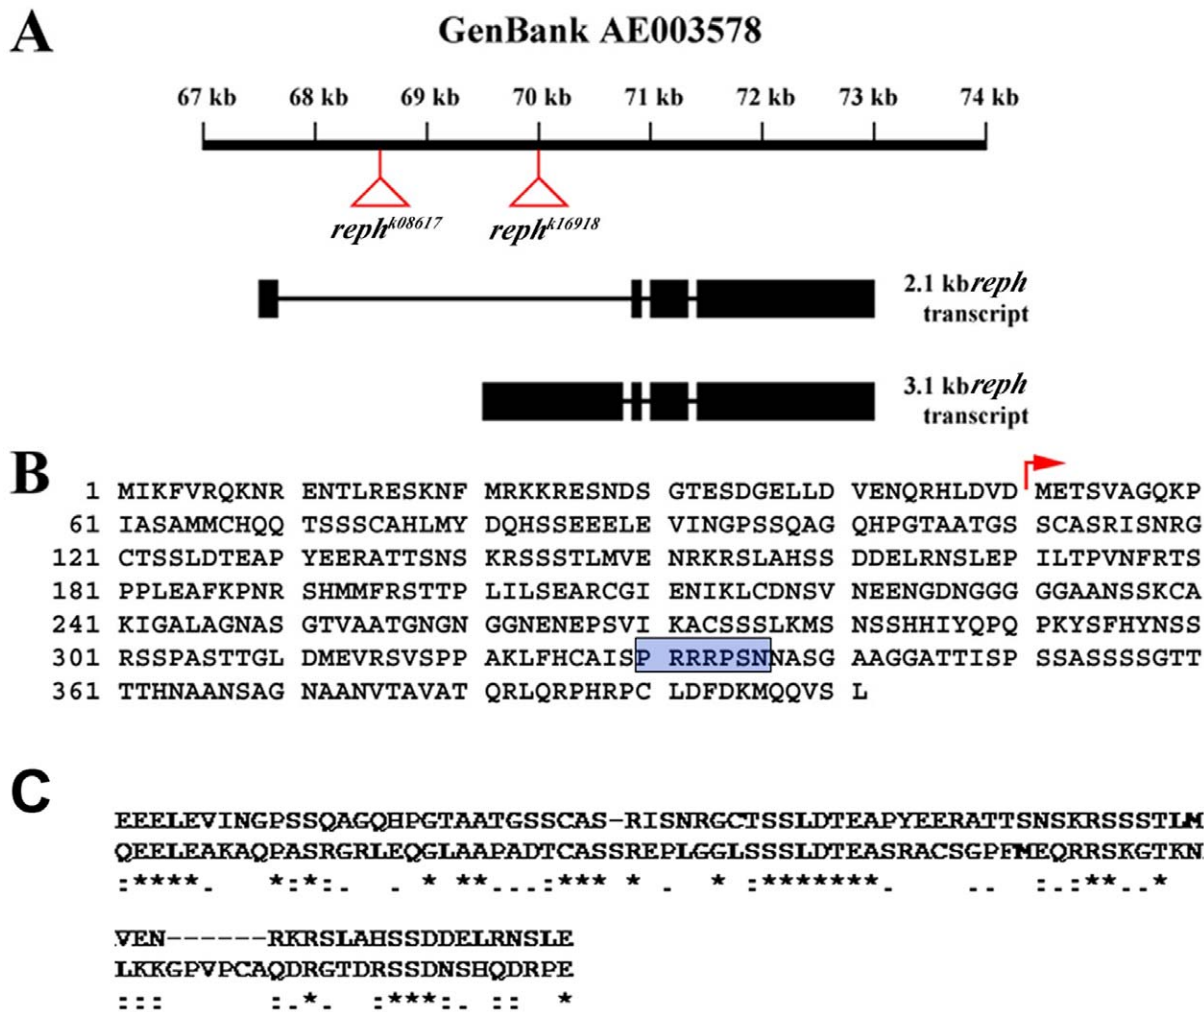 A
GenBank AE003578
67 kb 68 kb 69 kb 70 kb 71 kb 72 kb 73 kb 74 kb
reph^k08617 reph^k16918
2.1 kb reph
transcript
3.1 kb reph
transcript
B
1 MIKFVRQKNR ENTLRESKNF MRKKRESNDS GTESDGELLD VENQRHLDVD METSVAGQKP
61 IASAMMCHQQ TSSSCAHLMY DQHSSEEELE VINGPSSQAG QHPGTAATGS SCASRISNRG
121 CTSSLDTEAP YEERATTSNS KRSSSTLMVE NRKRSLAHSS DDELRNSLEP ILTPVNFRTS
181 PPLEAFKPNR SHMMFRSTTP LILSEARCGI ENIKLCDNSV NEENGDNGGG GGAANSSKCA
241 KIGALAGNAS GTVAATGNGN GGNENEPSVI KACSSSLKMS NSSHHIYQPQ PKYSFHYNSS
301 RSSPASTTGL DMEVRSVSPP AKLFHCAISP RRRPSNNASG AAGGATTISP SSASSSSGTT
361 TTHNAANSAG NAANVTAVAT QRLQRPHRPC LDFDKMQQVS L
C
EEELEVINGPSSQAGQHPGTAATGSSCAS-RISNRGCTSSLDTEAPYEERATTSNSKRSSSTLM
QEELEAKAQPASRGRLEQGLAAPADTCASSREPLGGLSSSLDTEASRACSGPFMEQRRSKGTKN
:****. *:*:. . * **...:*** * . * :*******. .. :.:**..*
VEN------RKRSLAHSSDDELRNSLE
LKKGPVPCAQDRGTDRSSDNSHQDRPE
::: :.*. :***:. :: *